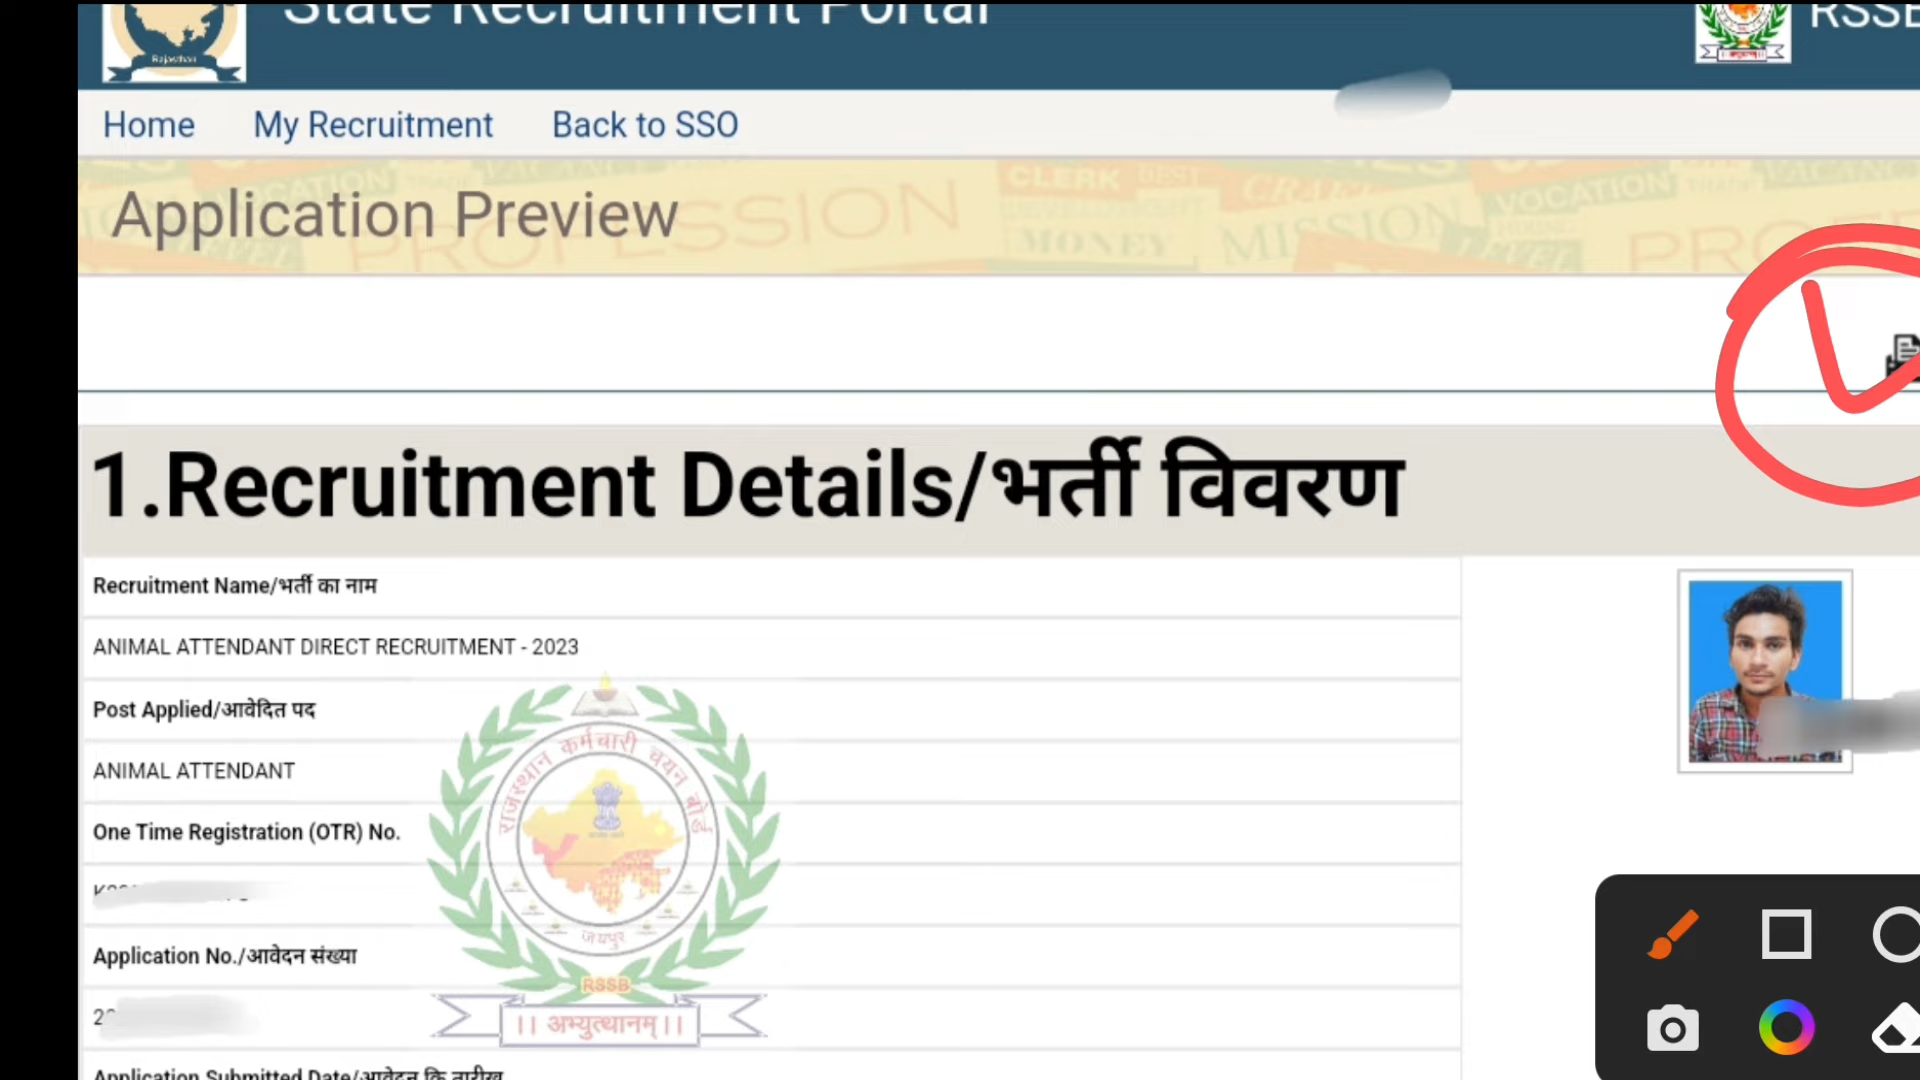 State Recruitment Portal
RSSB
Rajasthan
Home My Recruitment Back to SSO
Application Preview
1.Recruitment Details/भर्ती विवरण
Recruitment Name/भर्ती का नाम
ANIMAL ATTENDANT DIRECT RECRUITMENT - 2023
Post Applied/आवेदित पद
ANIMAL ATTENDANT
One Time Registration (OTR) No.
Application No./आवेदन संख्या
राजस्थान कर्मचारी चयन बोर्ड
जयपुर
RSSB
|| अभ्युत्थानम् ||
Application Submitted Date/आवेदन कि तारीख